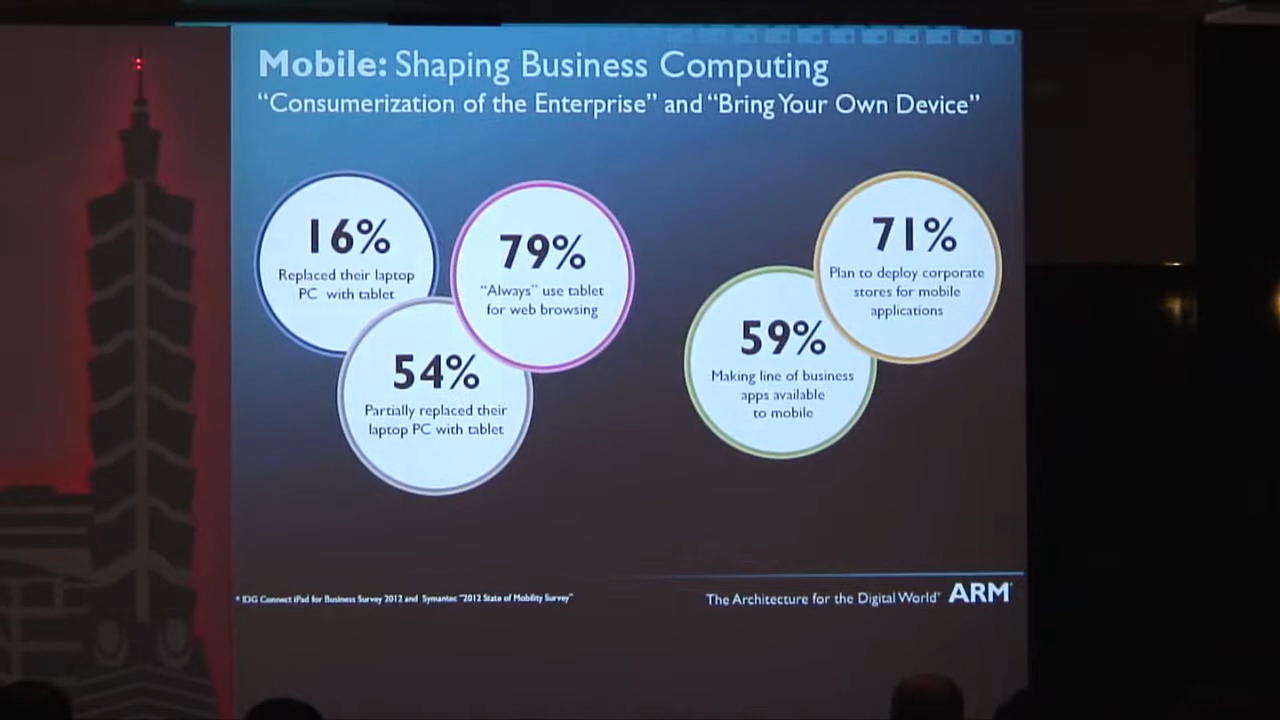 Mobile: Shaping Business Computing
“Consumerization of the Enterprise” and “Bring Your Own Device”
16%
Replaced their laptop
PC with tablet
79%
“Always” use tablet
for web browsing
54%
Partially replaced their
laptop PC with tablet
59%
Making line of business
apps available
to mobile
71%
Plan to deploy corporate
stores for mobile
applications
* IDG Connect iPad for Business Survey 2012 and Symantec “2012 State of Mobility Survey”
The Architecture for the Digital World® ARM®